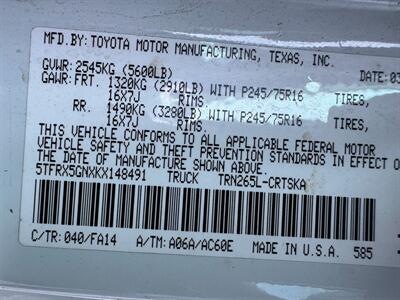 MFD.BY: TOYOTA MOTOR MANUFACTURING, TEXAS, INC.
GVWR: 2545KG (5600LB) DATE: 03
GAWR: FRT. 1320KG (2910LB) WITH P245/75R16 TIRES,
16X7J RIMS,
RR. 1490KG (3280LB) WITH P245/75R16 TIRES,
16X7J RIMS,
THIS VEHICLE CONFORMS TO ALL APPLICABLE FEDERAL MOTOR
VEHICLE SAFETY AND THEFT PREVENTION STANDARDS IN EFFECT O
THE DATE OF MANUFACTURE SHOWN ABOVE.
5TFRX5GNXKX148491 TRUCK TRN265L-CRTSKA
C/TR: 040/FA14 A/TM: A06A/AC60E MADE IN U.S.A. 585